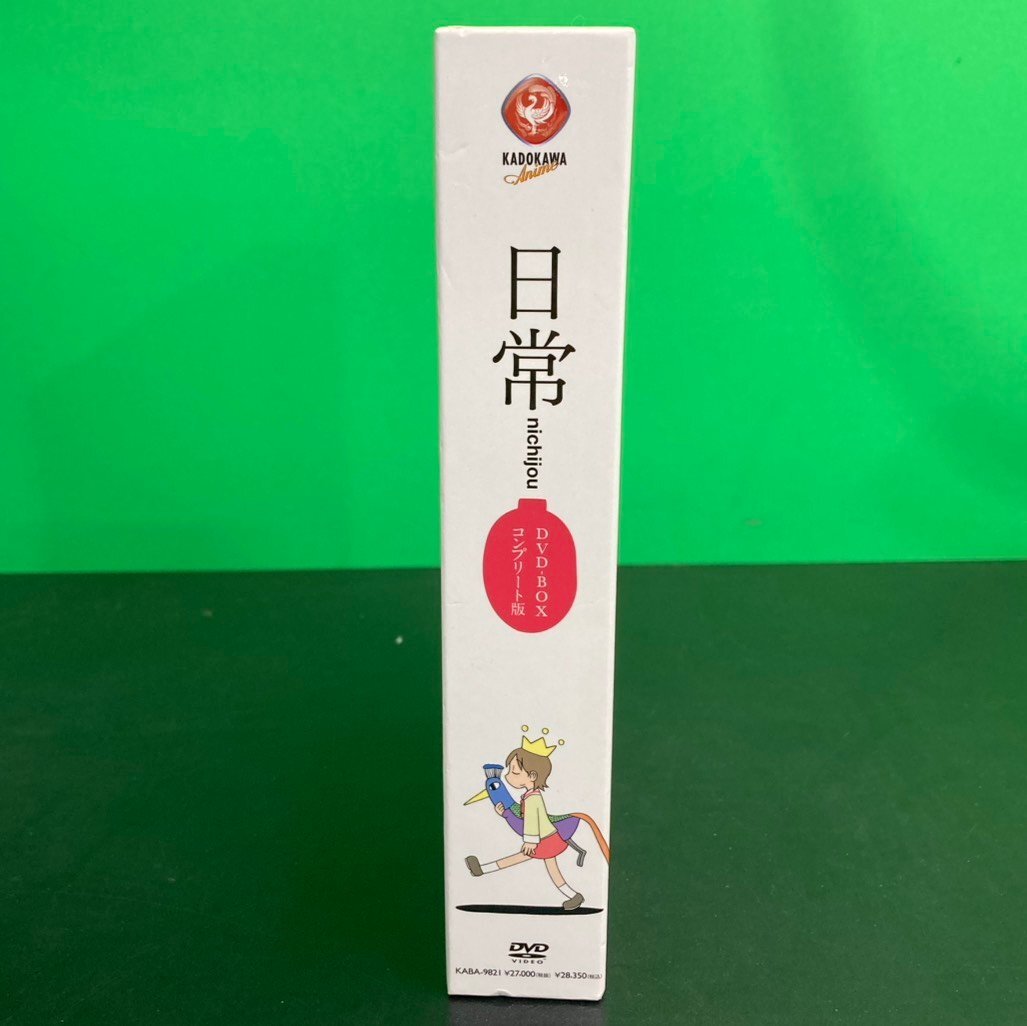 KADOKAWA
Anime
日常
nichijou
DVD-BOX
コンプリート版
DVD
VIDEO
KABA-9821 ¥27,000(税抜) ¥28,350(税込)